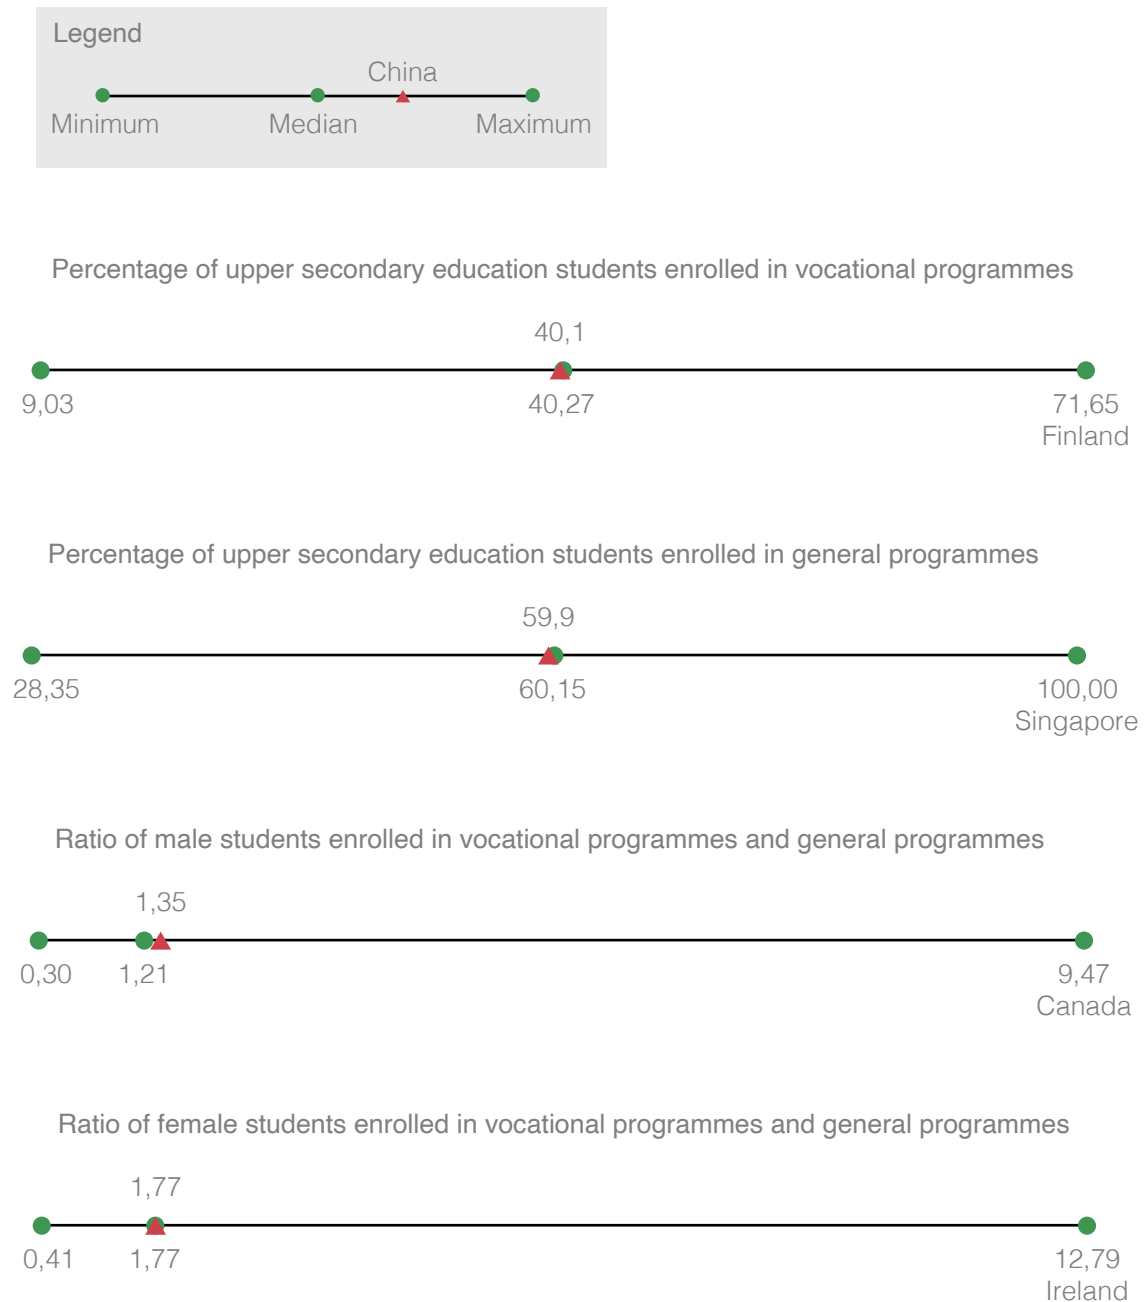 Legend
China
Minimum Median Maximum
Percentage of upper secondary education students enrolled in vocational programmes
40,1
9,03 40,27 71,65
Finland
Percentage of upper secondary education students enrolled in general programmes
59,9
28,35 60,15 100,00
Singapore
Ratio of male students enrolled in vocational programmes and general programmes
1,35
0,30 1,21 9,47
Canada
Ratio of female students enrolled in vocational programmes and general programmes
1,77
0,41 1,77 12,79
Ireland